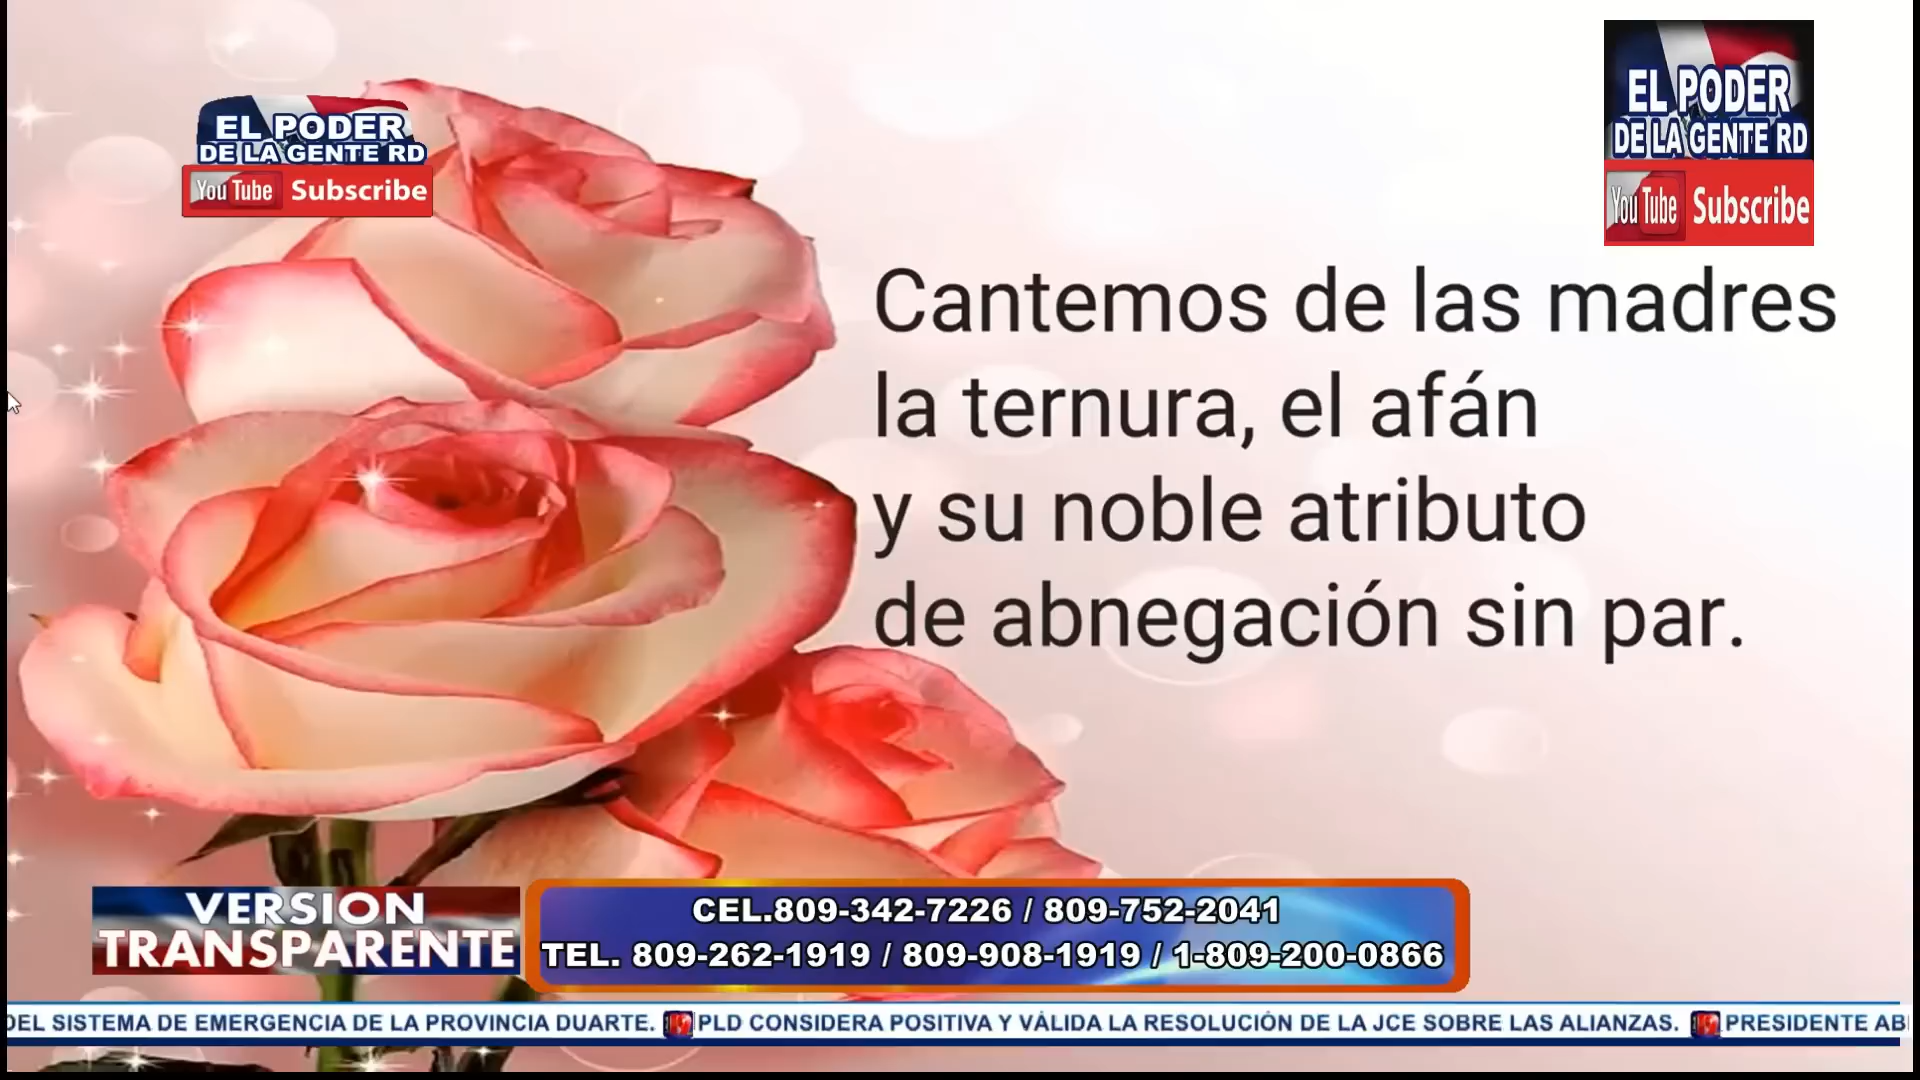 EL PODER
DE LA GENTE RD
You Tube Subscribe
EL PODER
DE LA GENTE RD
You Tube Subscribe
Cantemos de las madres
la ternura, el afán
y su noble atributo
de abnegación sin par.
VERSION
TRANSPARENTE
CEL.809-342-7226 / 809-752-2041
TEL. 809-262-1919 / 809-908-1919 / 1-809-200-0866
DEL SISTEMA DE EMERGENCIA DE LA PROVINCIA DUARTE. PLD CONSIDERA POSITIVA Y VÁLIDA LA RESOLUCIÓN DE LA JCE SOBRE LAS ALIANZAS. PRESIDENTE AB